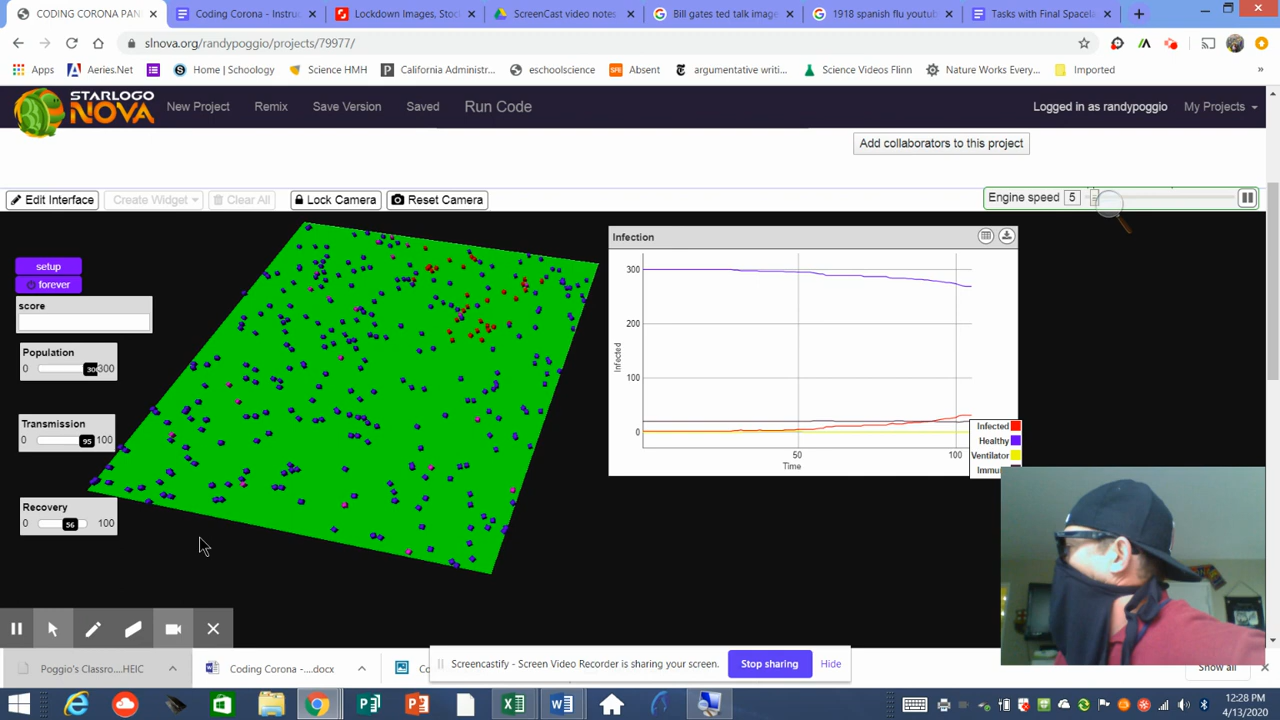 CODING CORONA PAN
Coding Corona - Instruc
Lockdown Images, Stoc
ScreenCast video notes
Bill gates ted talk image
1918 spanish flu youtub
Tasks with Final Spacela
slnova.org/randypoggio/projects/79977/
Apps
Aeries.Net
Home | Schoology
Science HMH
California Administr...
eschoolscience
SFE Absent
argumentative writi...
Science Videos Flinn
Nature Works Every...
Imported
»
STARLOGO
NOVA
New Project
Remix
Save Version
Saved
Run Code
Logged in as randypoggio
My Projects
Add collaborators to this project
Edit Interface
Create Widget
Clear All
Lock Camera
Reset Camera
Engine speed 5
setup
forever
score
Population
0 300 300
Transmission
0 95 100
Recovery
0 56 100
Infection
300
200
100
0
Infected
50
100
Time
Infected
Healthy
Ventilator
Immu
Poggio's Classro....HEIC
Coding Corona -....docx
Co
Screencastify - Screen Video Recorder is sharing your screen.
Stop sharing
Hide
Show all
12:28 PM
4/13/2020